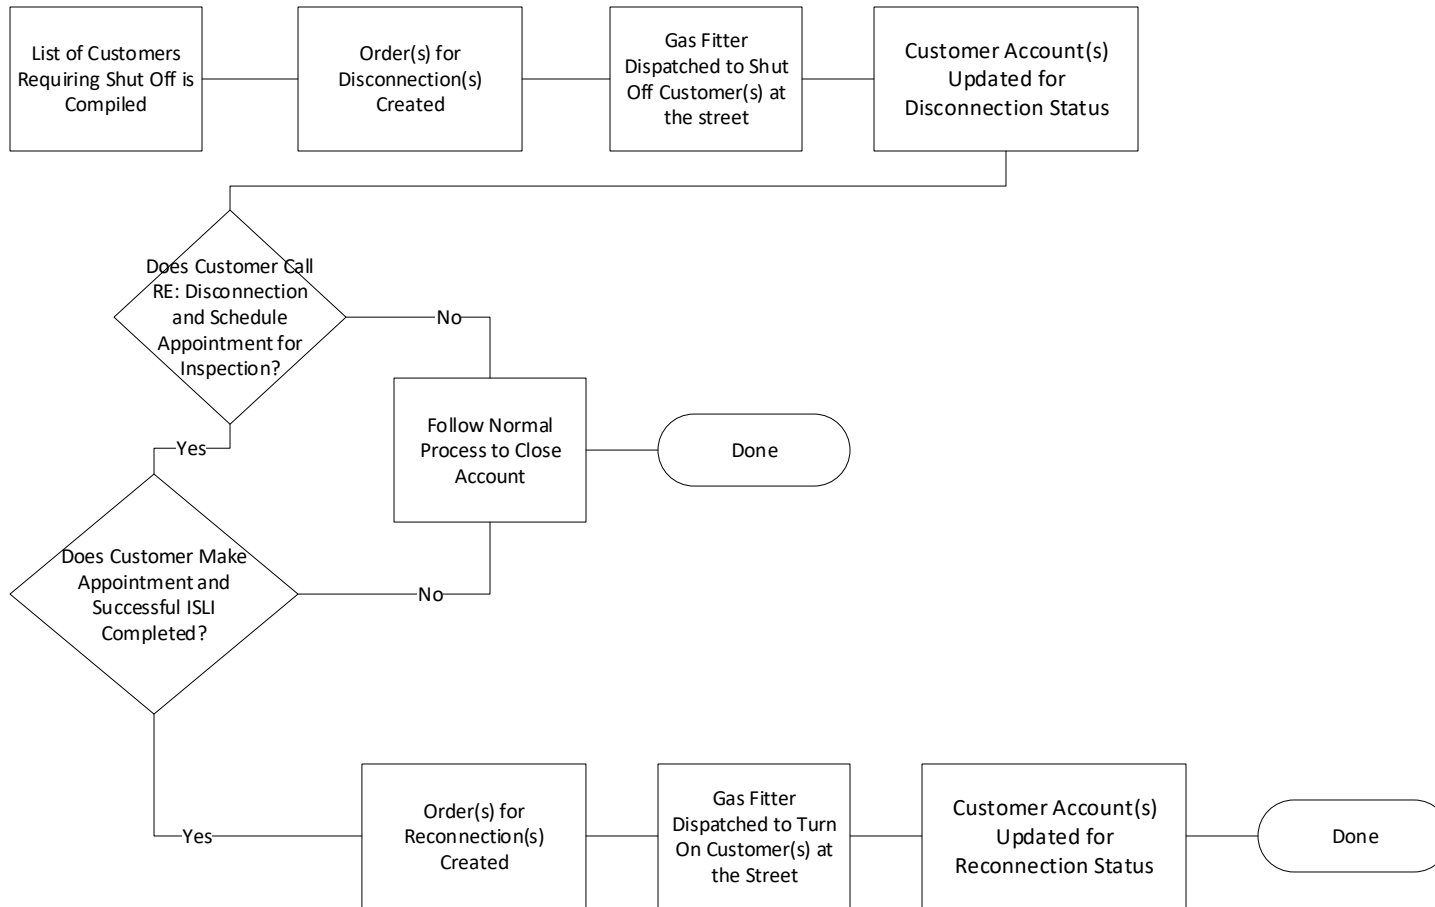 List of Customers
Requiring Shut Off is
Compiled
Order(s) for
Disconnection(s)
Created
Gas Fitter
Dispatched to Shut
Off Customer(s) at
the street
Customer Account(s)
Updated for
Disconnection Status
Does Customer Call
RE: Disconnection
and Schedule
Appointment for
Inspection?
No
Yes
Follow Normal
Process to Close
Account
Done
Does Customer Make
Appointment and
Successful ISLI
Completed?
No
Yes
Order(s) for
Reconnection(s)
Created
Gas Fitter
Dispatched to Turn
On Customer(s) at
the Street
Customer Account(s)
Updated for
Reconnection Status
Done